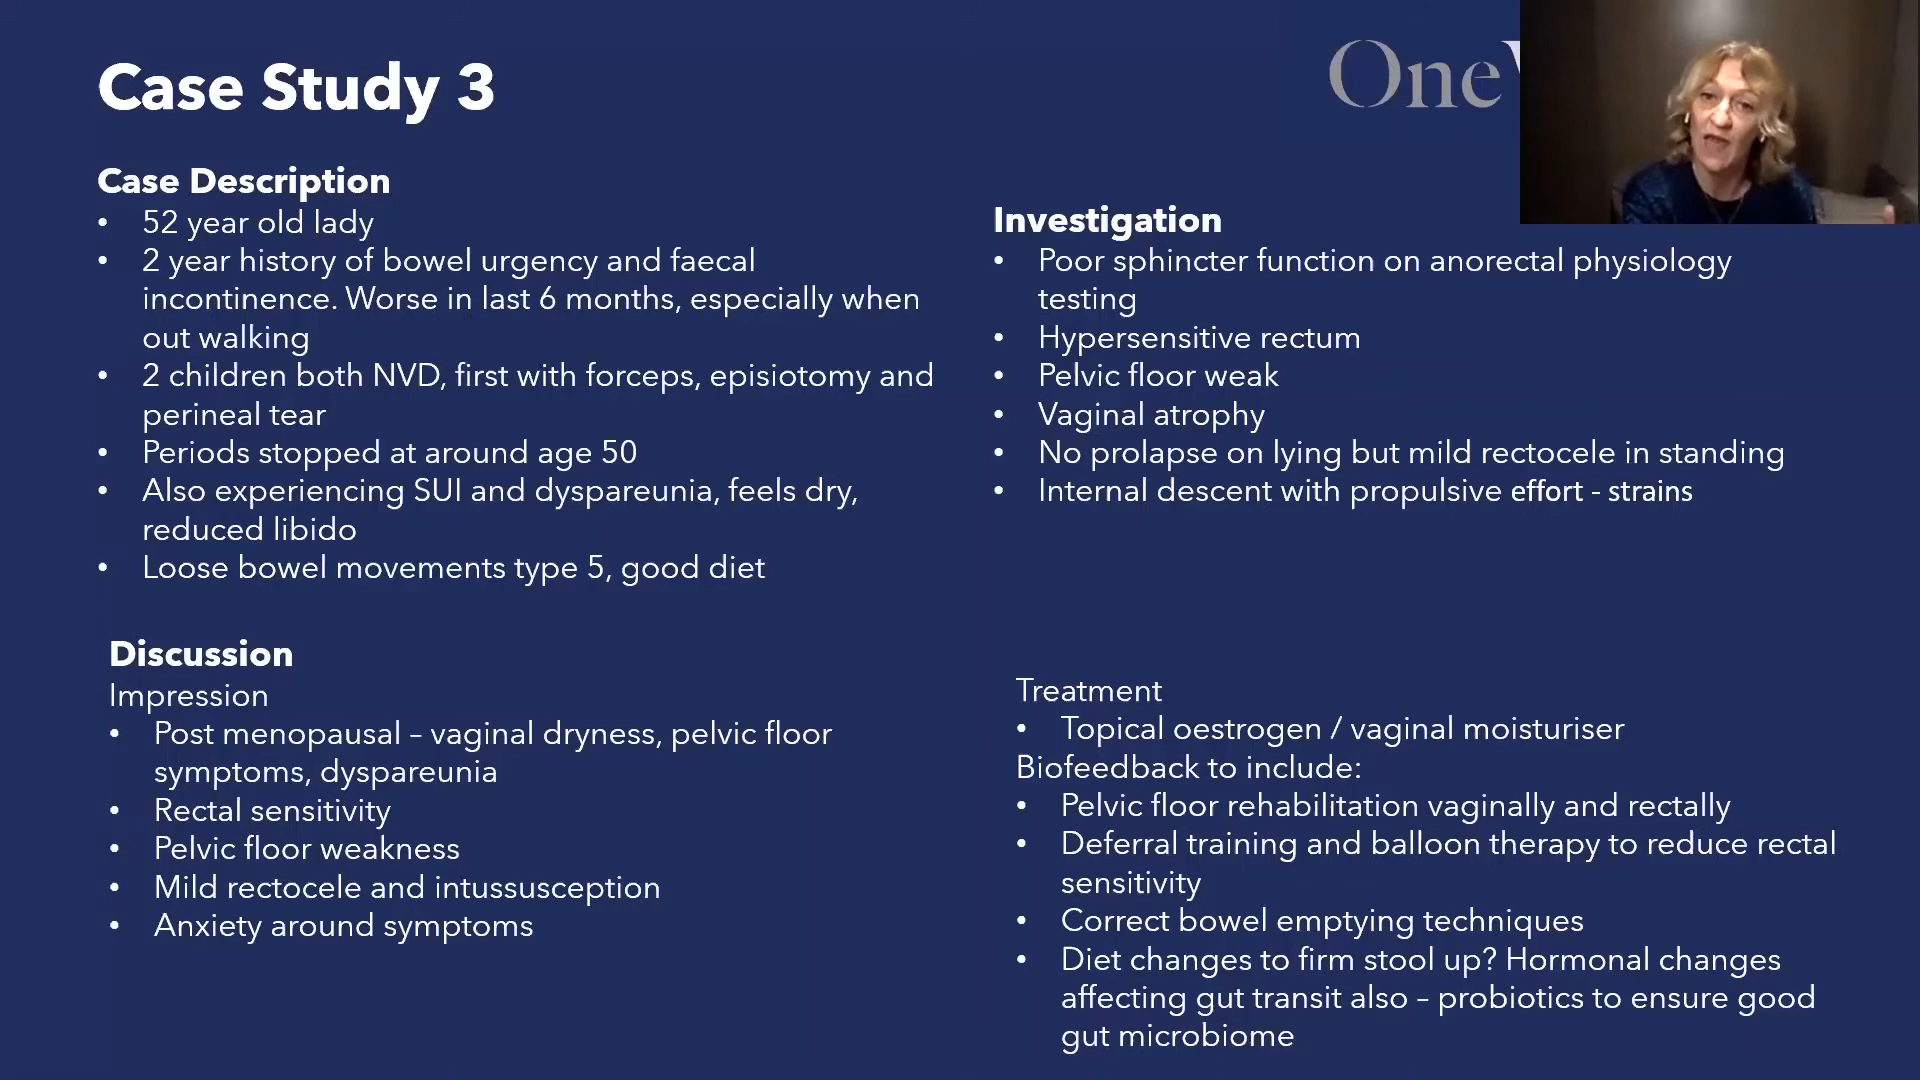 Case Study 3
One
Case Description
• 52 year old lady
• 2 year history of bowel urgency and faecal
incontinence. Worse in last 6 months, especially when
out walking
• 2 children both NVD, first with forceps, episiotomy and
perineal tear
• Periods stopped at around age 50
• Also experiencing SUI and dyspareunia, feels dry,
reduced libido
• Loose bowel movements type 5, good diet
Investigation
• Poor sphincter function on anorectal physiology
testing
• Hypersensitive rectum
• Pelvic floor weak
• Vaginal atrophy
• No prolapse on lying but mild rectocele in standing
• Internal descent with propulsive effort - strains
Discussion
Impression
• Post menopausal – vaginal dryness, pelvic floor
symptoms, dyspareunia
• Rectal sensitivity
• Pelvic floor weakness
• Mild rectocele and intussusception
• Anxiety around symptoms
Treatment
• Topical oestrogen / vaginal moisturiser
Biofeedback to include:
• Pelvic floor rehabilitation vaginally and rectally
• Deferral training and balloon therapy to reduce rectal
sensitivity
• Correct bowel emptying techniques
• Diet changes to firm stool up? Hormonal changes
affecting gut transit also – probiotics to ensure good
gut microbiome